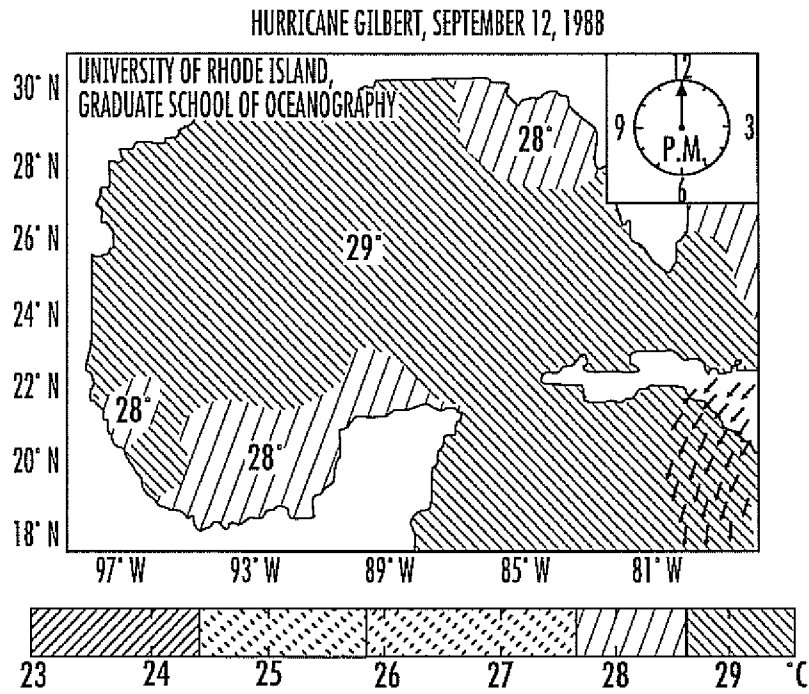 HURRICANE GILBERT, SEPTEMBER 12, 1988
UNIVERSITY OF RHODE ISLAND,
GRADUATE SCHOOL OF OCEANOGRAPHY
12
9
3
P.M.
6
30° N
28° N
26° N
24° N
22° N
20° N
18° N
28°
29°
28°
28°
97° W 93° W 89° W 85° W 81° W
23 24 25 26 27 28 29 °C